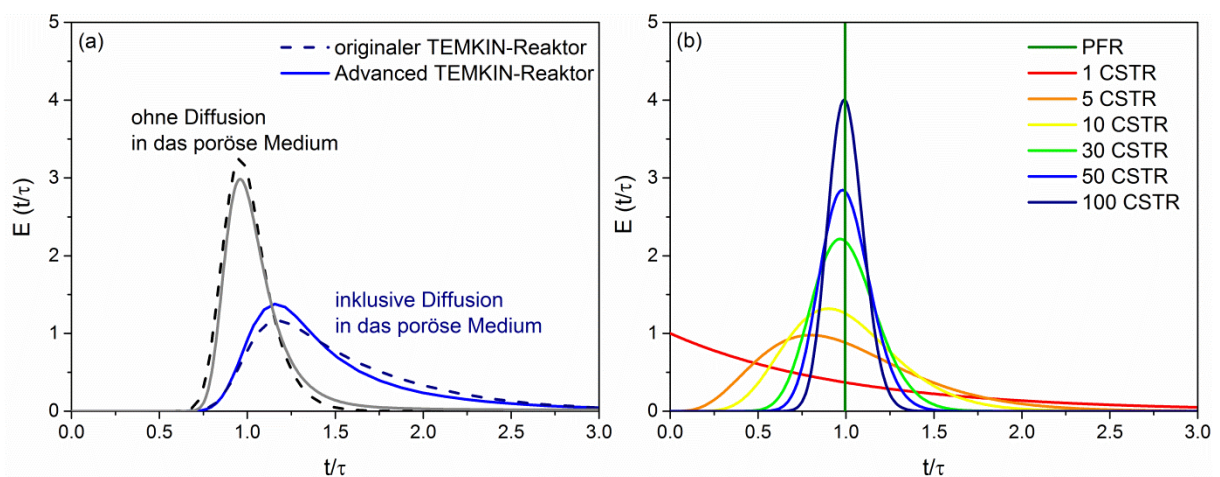 (a)
originaler TEMKIN-Reaktor
Advanced TEMKIN-Reaktor
ohne Diffusion
in das poröse Medium
inklusive Diffusion
in das poröse Medium
E (t/τ)
5
4
3
2
1
0
0.0 0.5 1.0 1.5 2.0 2.5 3.0
t/τ
(b)
PFR
1 CSTR
5 CSTR
10 CSTR
30 CSTR
50 CSTR
100 CSTR
E (t/τ)
5
4
3
2
1
0
0.0 0.5 1.0 1.5 2.0 2.5 3.0
t/τ